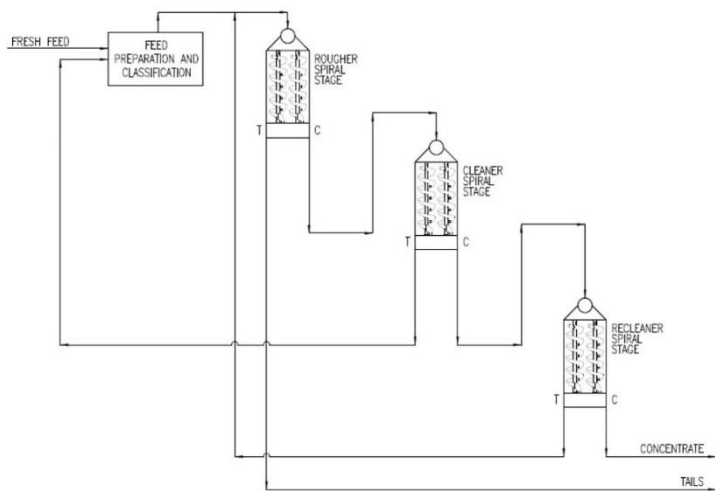 FRESH FEED
FEED
PREPARATION AND
CLASSIFICATION
ROUGHER
SPIRAL
STAGE
T
C
CLEANER
SPIRAL
STAGE
T
C
RECLEANER
SPIRAL
STAGE
T
C
CONCENTRATE
TAILS